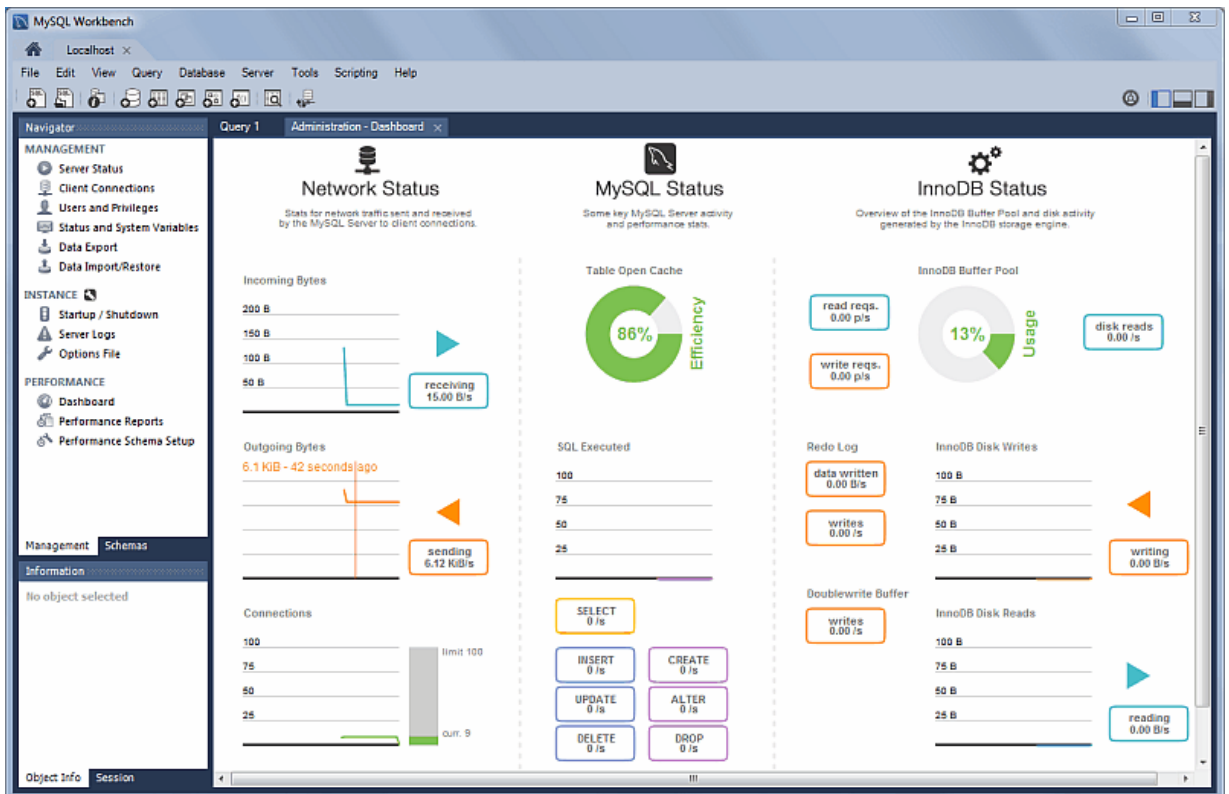 MySQL Workbench
Localhost
File Edit View Query Database Server Tools Scripting Help
Navigator
MANAGEMENT
Server Status
Client Connections
Users and Privileges
Status and System Variables
Data Export
Data Import/Restore
INSTANCE
Startup / Shutdown
Server Logs
Options File
PERFORMANCE
Dashboard
Performance Reports
Performance Schema Setup
Management Schemas
Information
No object selected
Object Info Session
Query 1 Administration - Dashboard
Network Status
Stats for network traffic sent and received
by the MySQL Server to client connections.
Incoming Bytes
200 B
150 B
100 B
50 B
receiving
15.00 B/s
Outgoing Bytes
6.1 KiB - 42 seconds ago
sending
6.12 KiB/s
Connections
100
75
50
25
limit 100
curr. 9
MySQL Status
Some key MySQL Server activity
and performance stats.
Table Open Cache
86%
Efficiency
SQL Executed
100
75
50
25
SELECT
0 /s
INSERT
0 /s
CREATE
0 /s
UPDATE
0 /s
ALTER
0 /s
DELETE
0 /s
DROP
0 /s
InnoDB Status
Overview of the InnoDB Buffer Pool and disk activity
generated by the InnoDB storage engine.
InnoDB Buffer Pool
read reqs.
0.00 p/s
write reqs.
0.00 p/s
13%
Usage
disk reads
0.00 /s
Redo Log
data written
0.00 B/s
writes
0.00 /s
Doublewrite Buffer
writes
0.00 /s
InnoDB Disk Writes
100 B
75 B
50 B
25 B
writing
0.00 B/s
InnoDB Disk Reads
100 B
75 B
50 B
25 B
reading
0.00 B/s